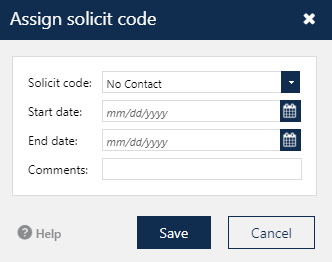 Assign solicit code
Solicit code: No Contact
Start date: mm/dd/yyyy
End date: mm/dd/yyyy
Comments:
Help Save Cancel